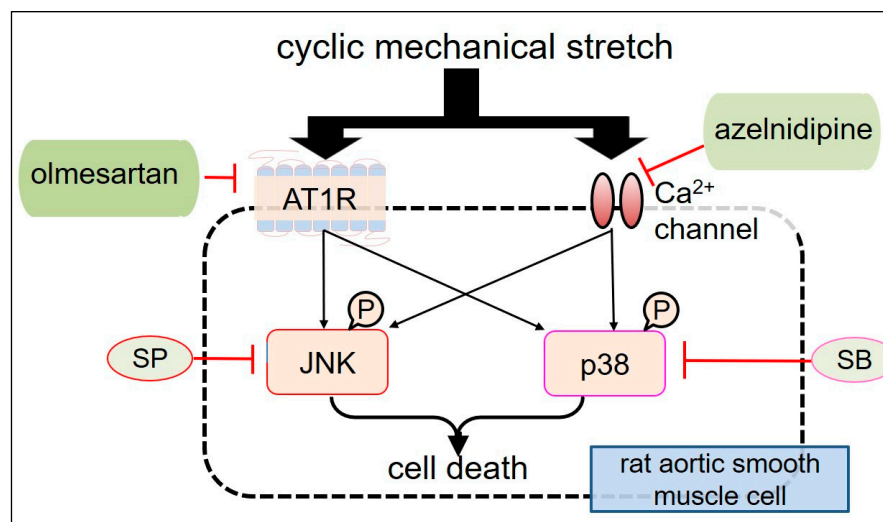 cyclic mechanical stretch
olmesartan
azelnidipine
AT1R
Ca²⁺
channel
P
P
SP
JNK
p38
SB
cell death
rat aortic smooth
muscle cell